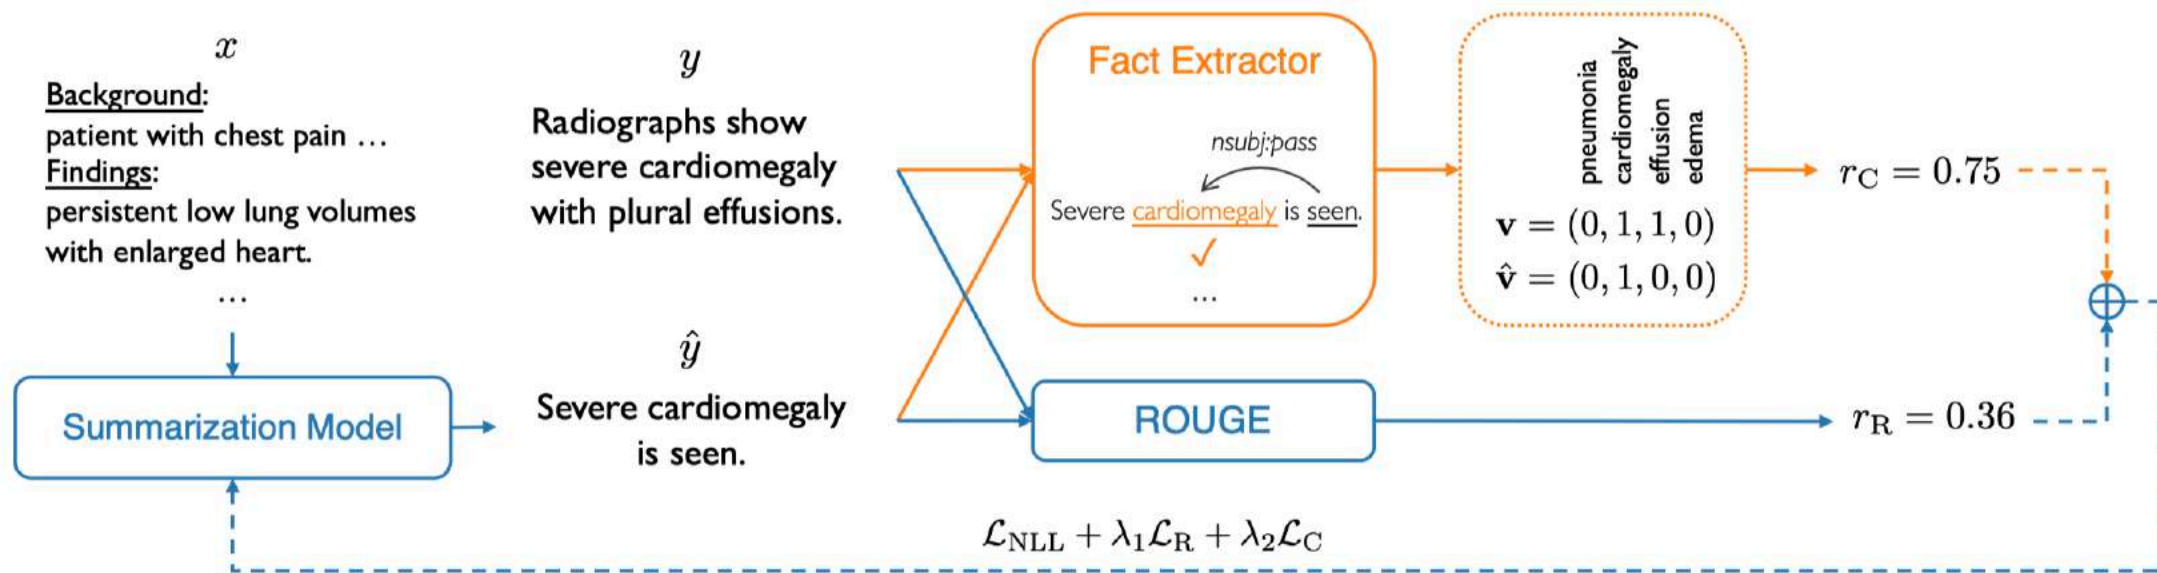 x
Background:
patient with chest pain ...
Findings:
persistent low lung volumes
with enlarged heart.
...
Summarization Model
y
Radiographs show
severe cardiomegaly
with plural effusions.
ŷ
Severe cardiomegaly
is seen.
Fact Extractor
nsubj:pass
Severe cardiomegaly is seen.
✓
...
ROUGE
pneumonia
cardiomegaly
effusion
edema
v = (0, 1, 1, 0)
v̂ = (0, 1, 0, 0)
r_C = 0.75
r_R = 0.36
ℒ_NLL + λ_1ℒ_R + λ_2ℒ_C